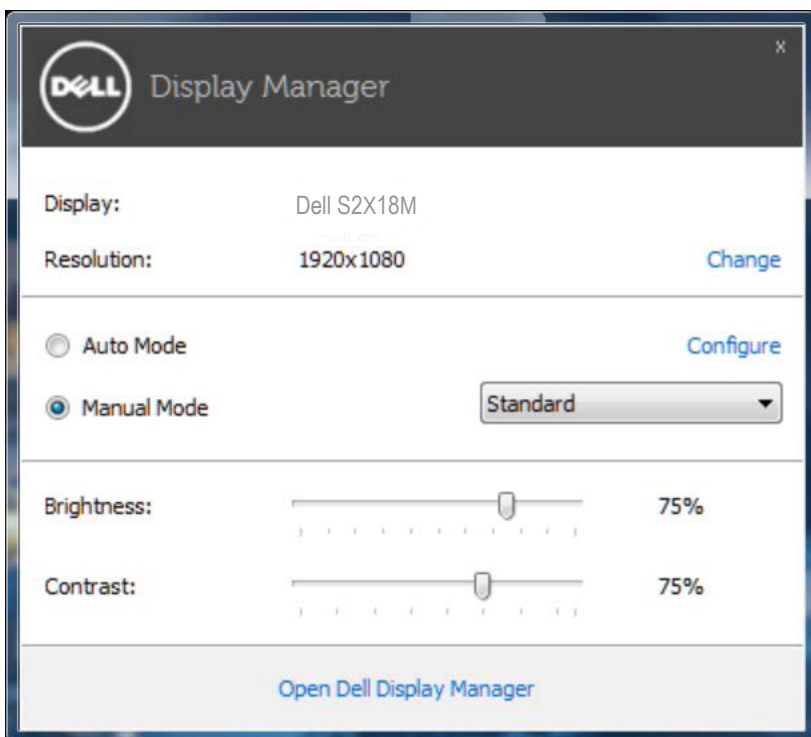 DELL Display Manager x
Display: Dell S2X18M
Resolution: 1920x1080 Change
Auto Mode Configure
Manual Mode Standard
Brightness: 75%
Contrast: 75%
Open Dell Display Manager